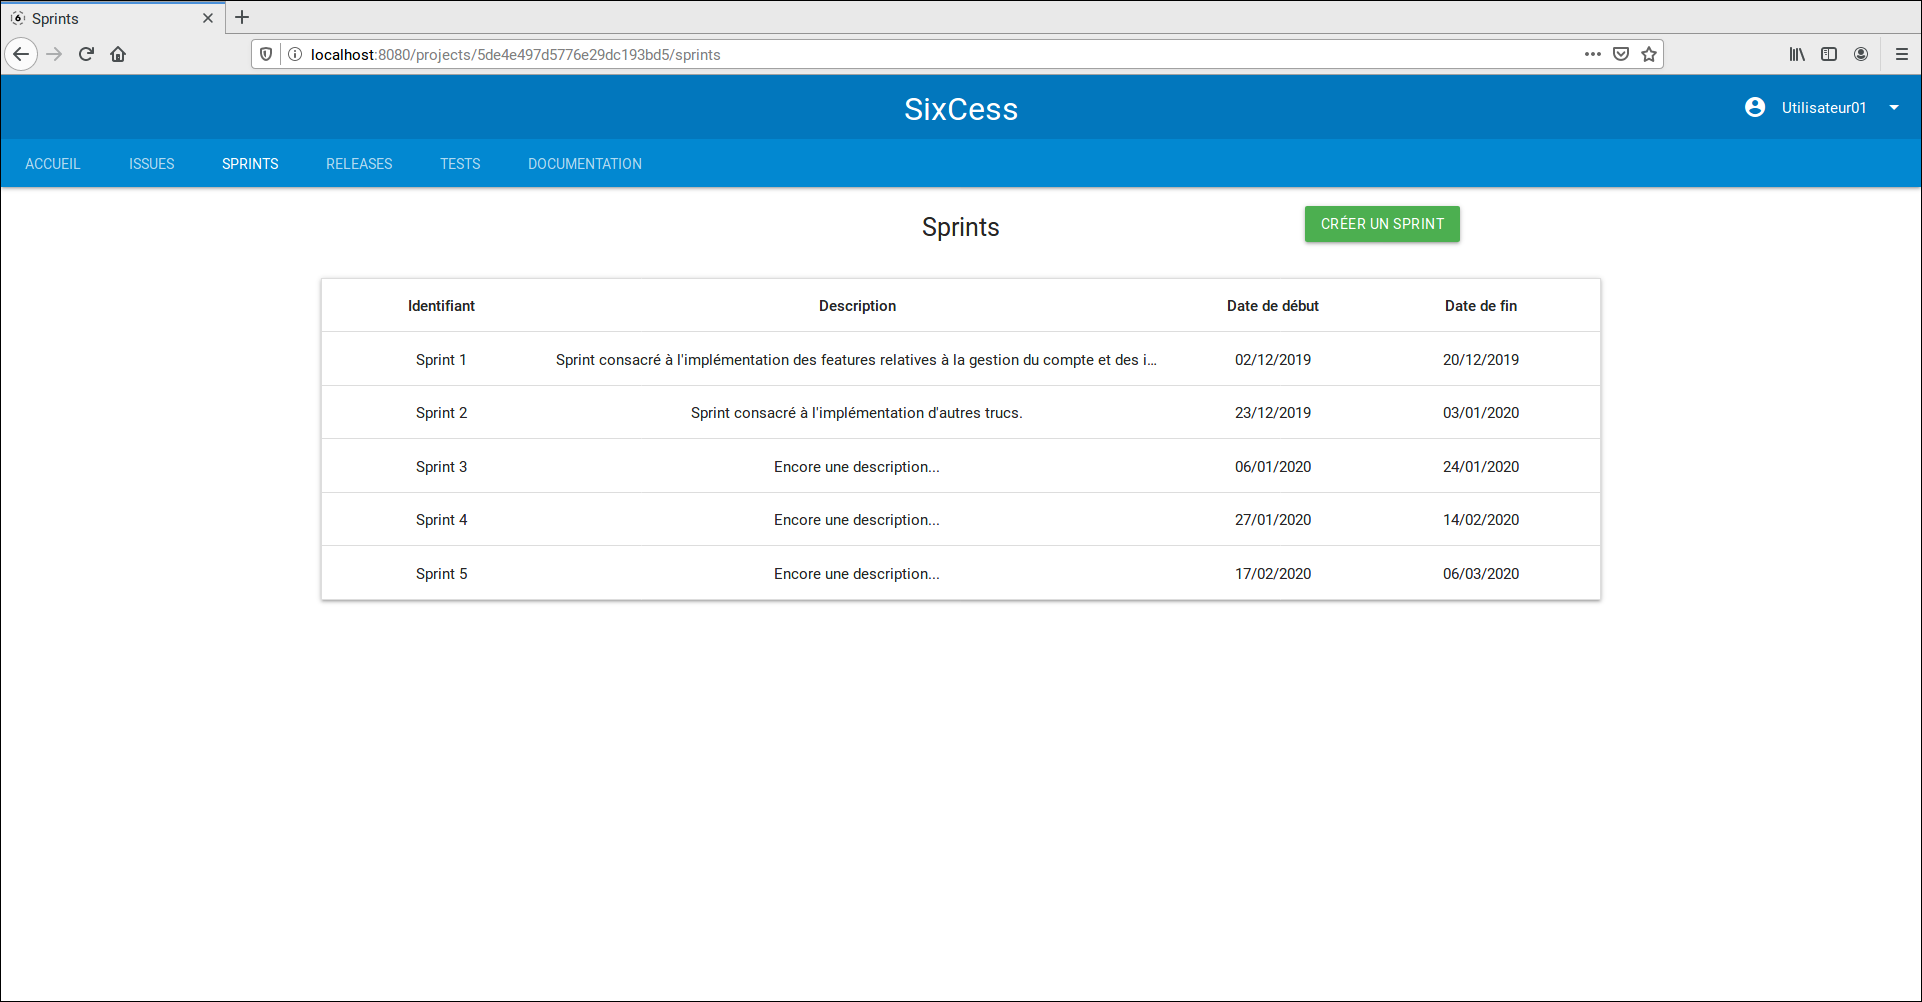 Sprints
localhost:8080/projects/5de4e497d5776e29dc193bd5/sprints
SixCess
Utilisateur01
ACCUEIL ISSUES SPRINTS RELEASES TESTS DOCUMENTATION
Sprints
CRÉER UN SPRINT
Identifiant Description Date de début Date de fin
Sprint 1 Sprint consacré à l'implémentation des features relatives à la gestion du compte et des i… 02/12/2019 20/12/2019
Sprint 2 Sprint consacré à l'implémentation d'autres trucs. 23/12/2019 03/01/2020
Sprint 3 Encore une description... 06/01/2020 24/01/2020
Sprint 4 Encore une description... 27/01/2020 14/02/2020
Sprint 5 Encore une description... 17/02/2020 06/03/2020